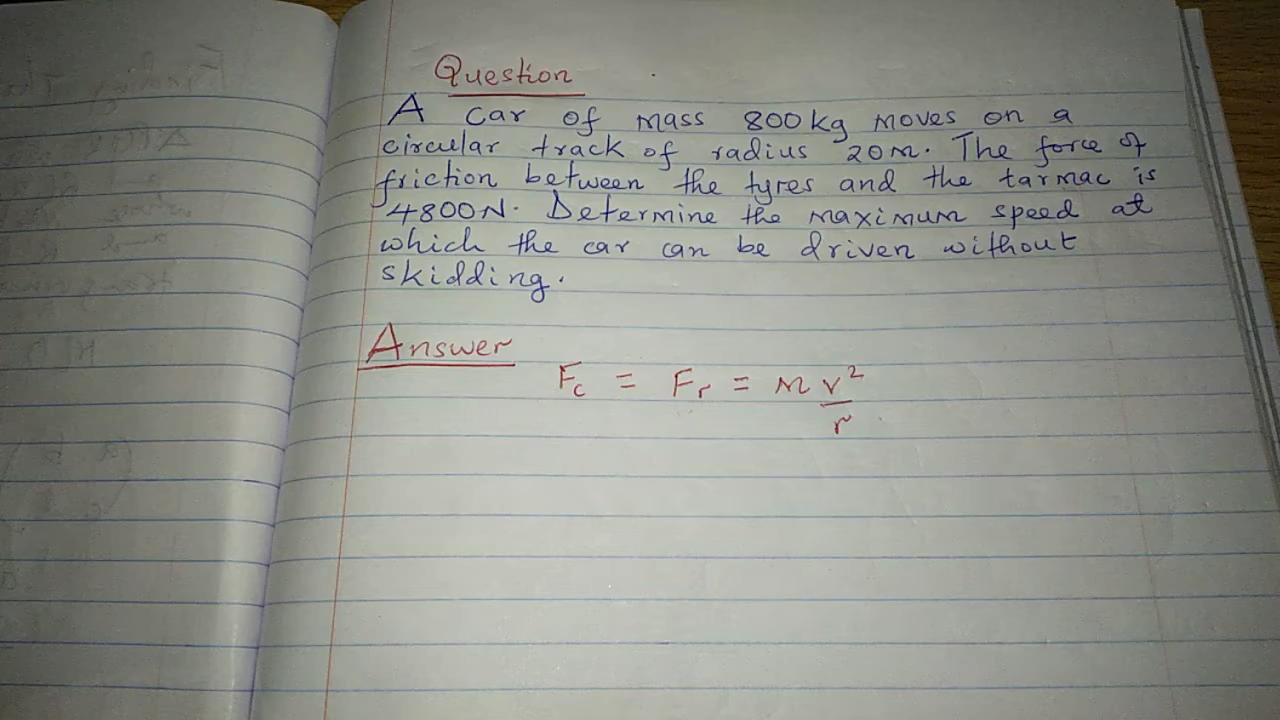 Question
A car of mass 800kg moves on a
circular track of radius 20m. The force of
friction between the tyres and the tarmac is
4800N. Determine the maximum speed at
which the car can be driven without
skidding.
Answer
Fc = Fr = m v²
r